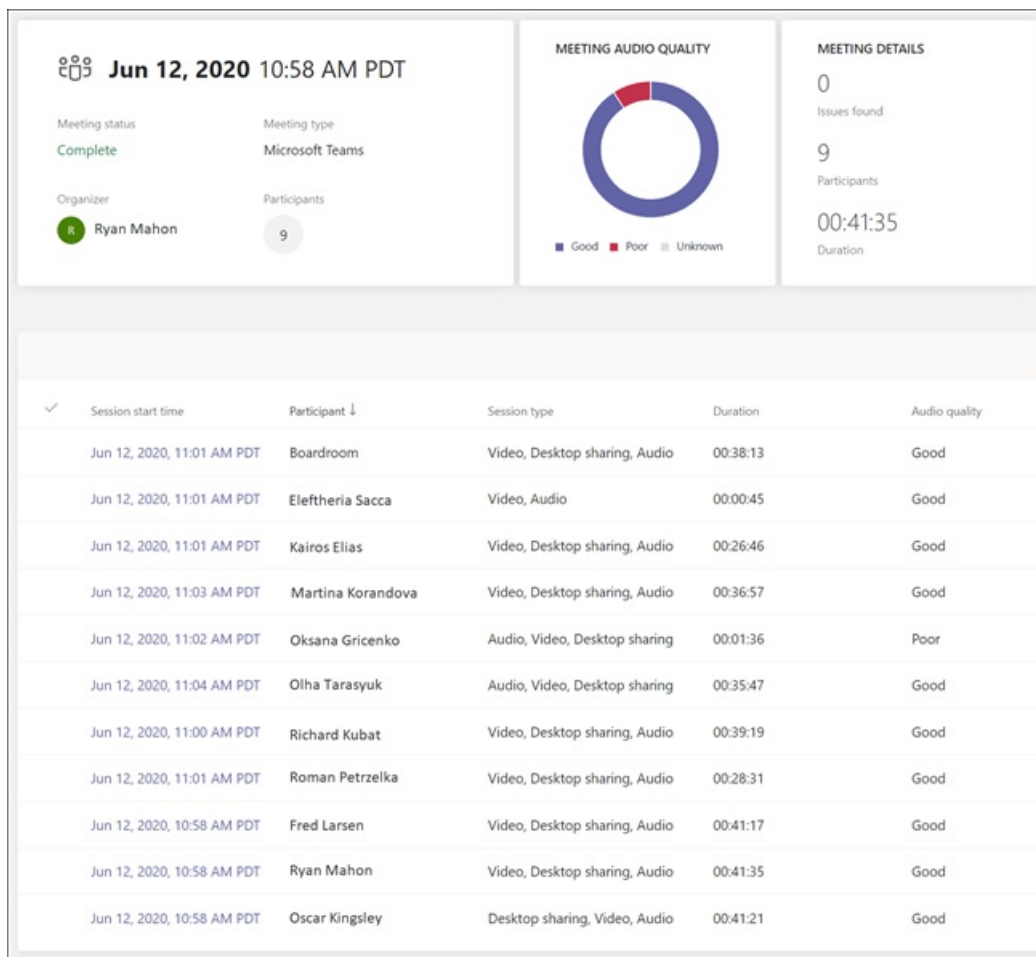 Jun 12, 2020 10:58 AM PDT
Meeting status
Meeting type
Complete
Microsoft Teams
Organizer
Participants
R
Ryan Mahon
9
MEETING AUDIO QUALITY
Good
Poor
Unknown
MEETING DETAILS
0
Issues found
9
Participants
00:41:35
Duration
Session start time Participant ↓ Session type Duration Audio quality
Jun 12, 2020, 11:01 AM PDT Boardroom Video, Desktop sharing, Audio 00:38:13 Good
Jun 12, 2020, 11:01 AM PDT Eleftheria Sacca Video, Audio 00:00:45 Good
Jun 12, 2020, 11:01 AM PDT Kairos Elias Video, Desktop sharing, Audio 00:26:46 Good
Jun 12, 2020, 11:03 AM PDT Martina Korandova Video, Desktop sharing, Audio 00:36:57 Good
Jun 12, 2020, 11:02 AM PDT Oksana Gricenko Audio, Video, Desktop sharing 00:01:36 Poor
Jun 12, 2020, 11:04 AM PDT Olha Tarasyuk Audio, Video, Desktop sharing 00:35:47 Good
Jun 12, 2020, 11:00 AM PDT Richard Kubat Video, Desktop sharing, Audio 00:39:19 Good
Jun 12, 2020, 11:01 AM PDT Roman Petrzelka Video, Desktop sharing, Audio 00:28:31 Good
Jun 12, 2020, 10:58 AM PDT Fred Larsen Video, Desktop sharing, Audio 00:41:17 Good
Jun 12, 2020, 10:58 AM PDT Ryan Mahon Video, Desktop sharing, Audio 00:41:35 Good
Jun 12, 2020, 10:58 AM PDT Oscar Kingsley Desktop sharing, Video, Audio 00:41:21 Good